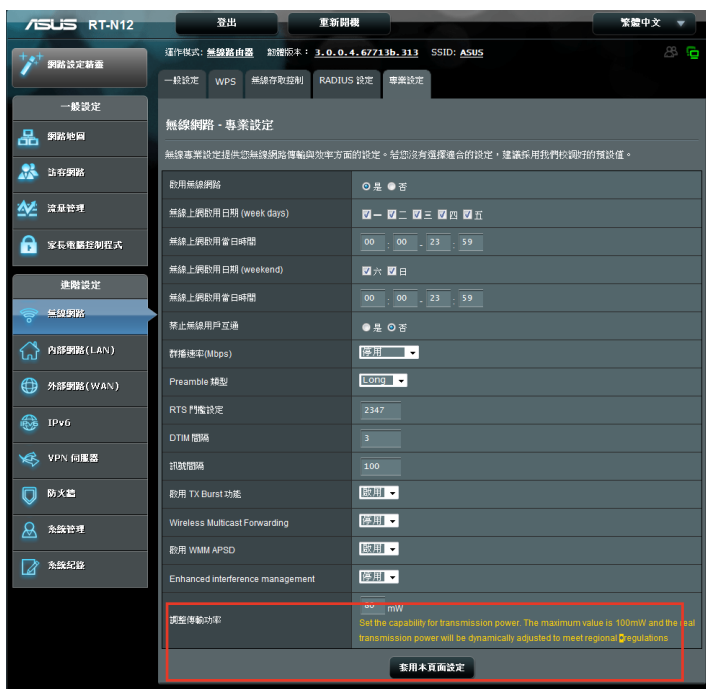 ASUS RT-N12 登出 重新開機 繁體中文
運作模式: 無線路由器 韌體版本： 3.0.0.4.67713b.313 SSID: ASUS
網路設定精靈
一般設定 WPS 無線存取控制 RADIUS 設定 專業設定
一般設定
網路地圖
訪客網路
流量管理
家長電腦控制程式
進階設定
無線網路
內部網路(LAN)
外部網路(WAN)
IPv6
VPN 伺服器
防火牆
系統管理
系統紀錄
無線網路 - 專業設定
無線專業設定提供您無線網路傳輸與效率方面的設定。若您沒有選擇適合的設定，建議採用我們校調好的預設值。
啟用無線網路 是 否
無線上網啟用日期 (week days) 一 二 三 四 五
無線上網啟用當日時間 00 : 00 - 23 : 59
無線上網啟用日期 (weekend) 六 日
無線上網啟用當日時間 00 : 00 - 23 : 59
禁止無線用戶互通 是 否
群播速率(Mbps) 停用
Preamble 類型 Long
RTS 門檻設定 2347
DTIM 間隔 3
訊號間隔 100
啟用 TX Burst 功能 啟用
Wireless Multicast Forwarding 停用
啟用 WMM APSD 啟用
Enhanced interference management 停用
調整傳輸功率 80 mW
Set the capability for transmission power. The maximum value is 100mW and the real
transmission power will be dynamically adjusted to meet regional regulations
套用本頁面設定